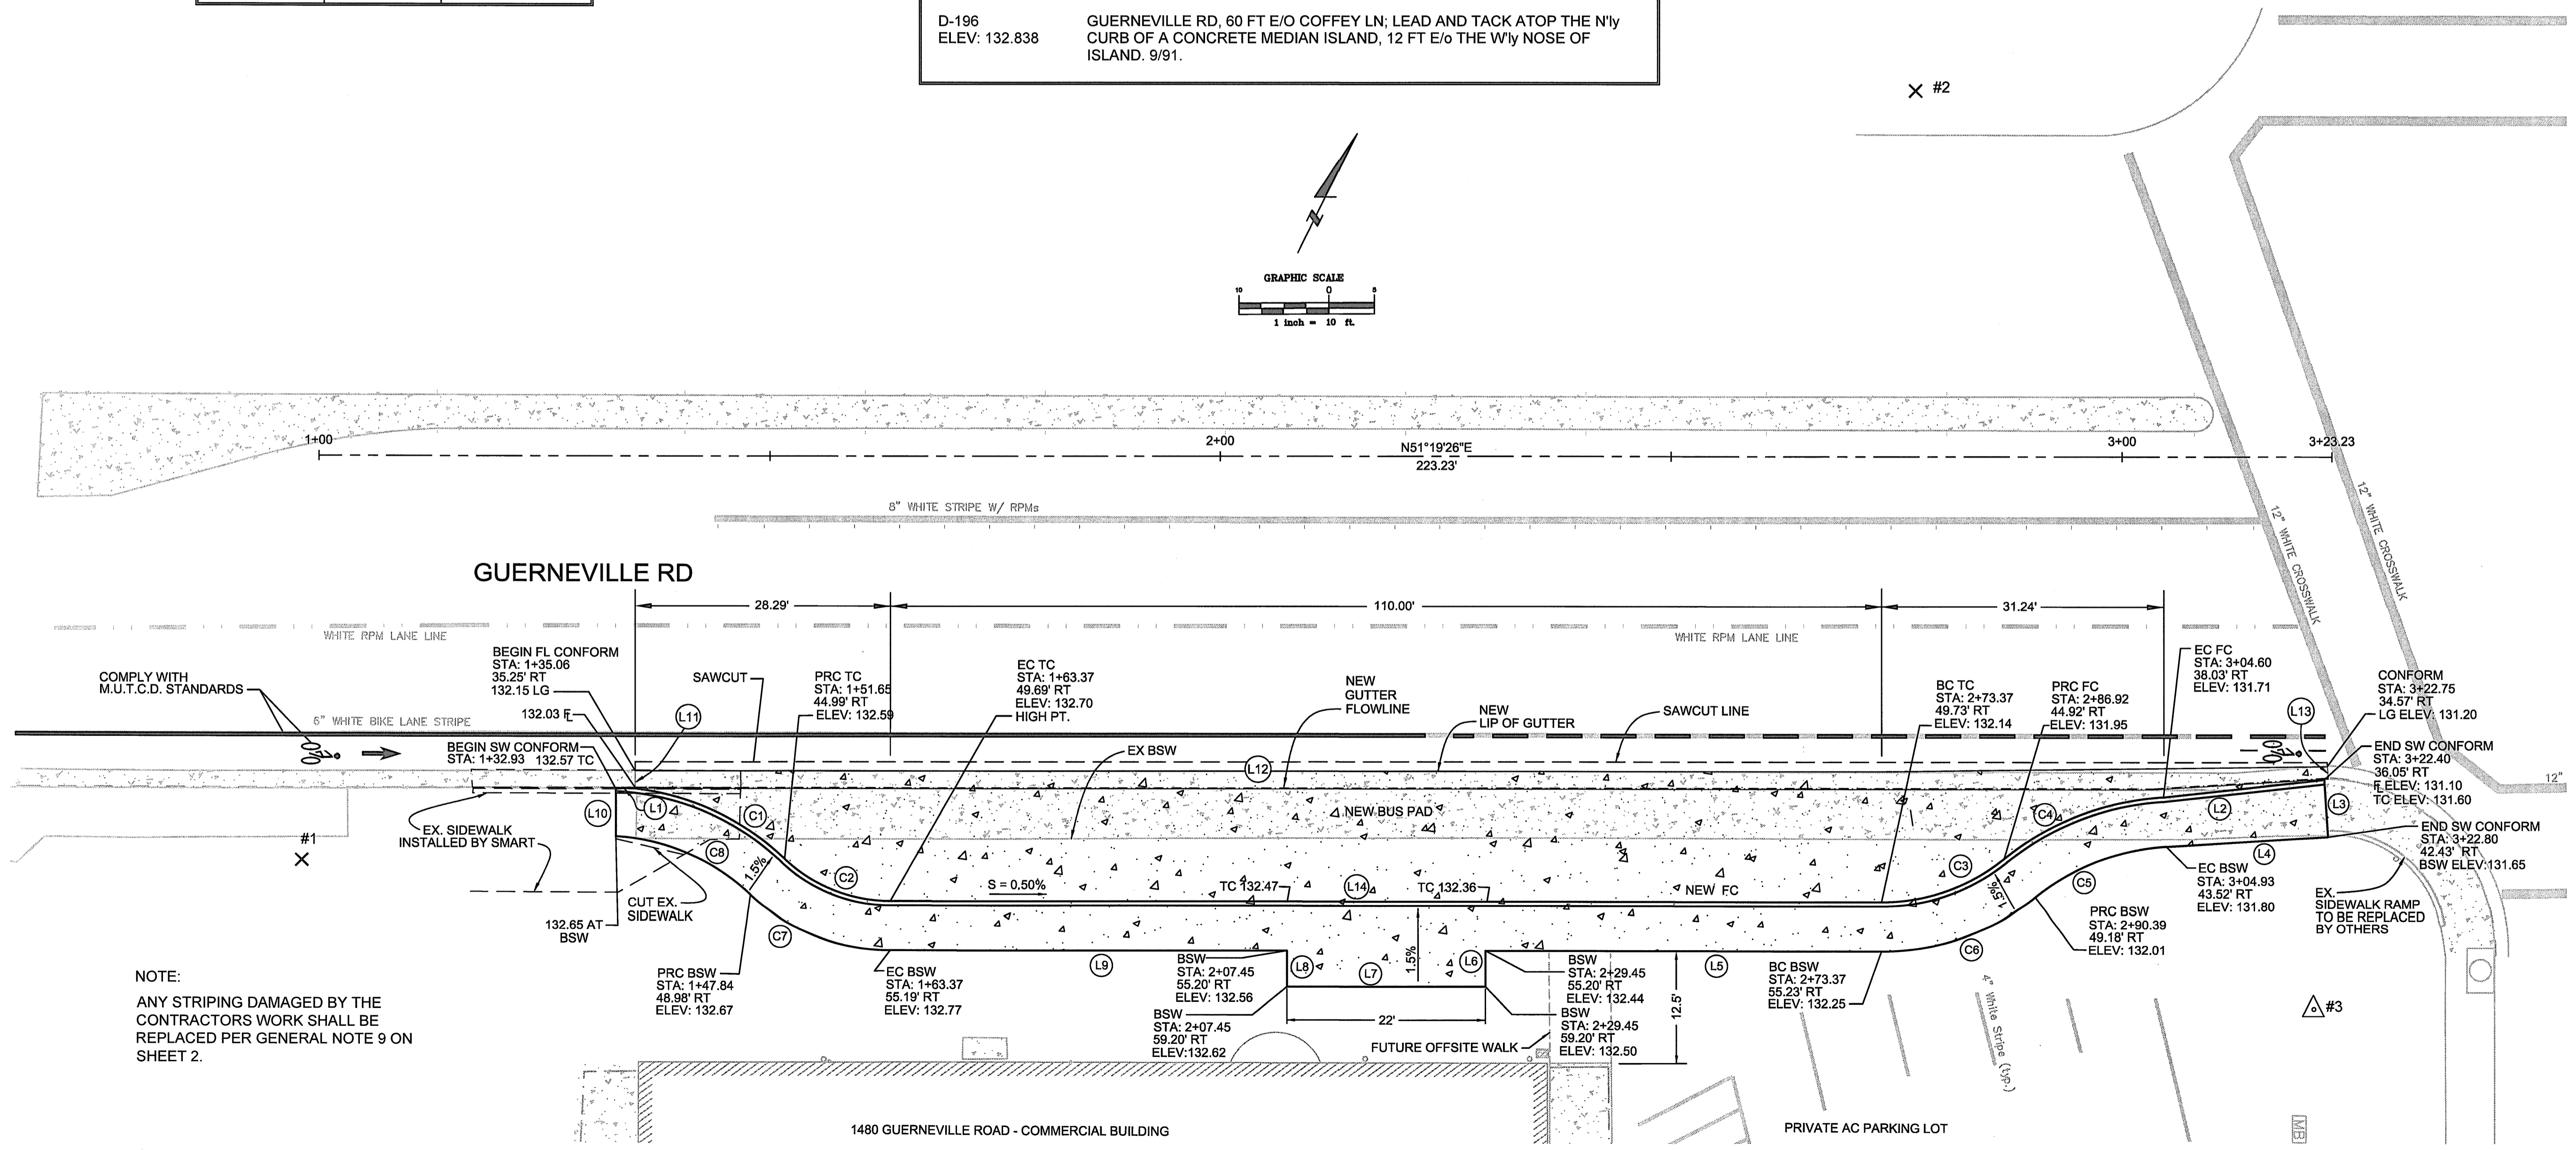 D-196
ELEV: 132.838
GUERNEVILLE RD, 60 FT E/O COFFEY LN; LEAD AND TACK ATOP THE N'ly
CURB OF A CONCRETE MEDIAN ISLAND, 12 FT E/o THE W'ly NOSE OF
ISLAND. 9/91.
#2
N
GRAPHIC SCALE
10 0 5
1 inch = 10 ft.
1+00
2+00
3+00
3+23.23
N51°19'26"E
223.23'
8" WHITE STRIPE W/ RPMs
12" WHITE CROSSWALK
12" WHITE CROSSWALK
GUERNEVILLE RD
28.29'
110.00'
31.24'
WHITE RPM LANE LINE
WHITE RPM LANE LINE
COMPLY WITH
M.U.T.C.D. STANDARDS
BEGIN FL CONFORM
STA: 1+35.06
35.25' RT
132.15 LG
132.03 FL
6" WHITE BIKE LANE STRIPE
BEGIN SW CONFORM
STA: 1+32.93 132.57 TC
SAWCUT
L11
PRC TC
STA: 1+51.65
44.99' RT
ELEV: 132.59
EC TC
STA: 1+63.37
49.69' RT
ELEV: 132.70
HIGH PT.
EX BSW
NEW
GUTTER
FLOWLINE
NEW
LIP OF GUTTER
SAWCUT LINE
BC TC
STA: 2+73.37
49.73' RT
ELEV: 132.14
PRC FC
STA: 2+86.92
44.92' RT
ELEV: 131.95
EC FC
STA: 3+04.60
38.03' RT
ELEV: 131.71
L13
CONFORM
STA: 3+22.75
34.57' RT
LG ELEV: 131.20
END SW CONFORM
STA: 3+22.40
36.05' RT
FL ELEV: 131.10
TC ELEV: 131.60
12"
L12
L10
L1
C1
NEW BUS PAD
C4
L2
L3
END SW CONFORM
STA: 3+22.80
42.43' RT
BSW ELEV:131.65
#1
EX. SIDEWALK
INSTALLED BY SMART
C8
1.5%
C2
S = 0.50%
TC 132.47
L14
TC 132.36
NEW FC
C3
1.5%
C5
L4
EC BSW
STA: 3+04.93
43.52' RT
ELEV: 131.80
EX.
SIDEWALK RAMP
TO BE REPLACED
BY OTHERS
CUT EX.
SIDEWALK
132.65 AT
BSW
C7
PRC BSW
STA: 1+47.84
48.98' RT
ELEV: 132.67
EC BSW
STA: 1+63.37
55.19' RT
ELEV: 132.77
L9
BSW
STA: 2+07.45
55.20' RT
ELEV: 132.56
L8
L7
1.5%
L6
BSW
STA: 2+29.45
55.20' RT
ELEV: 132.44
L5
BC BSW
STA: 2+73.37
55.23' RT
ELEV: 132.25
C6
PRC BSW
STA: 2+90.39
49.18' RT
ELEV: 132.01
BSW
STA: 2+07.45
59.20' RT
ELEV:132.62
22'
BSW
STA: 2+29.45
59.20' RT
ELEV: 132.50
12.5'
FUTURE OFFSITE WALK
4" White Stripe (typ.)
#3
NOTE:
ANY STRIPING DAMAGED BY THE
CONTRACTORS WORK SHALL BE
REPLACED PER GENERAL NOTE 9 ON
SHEET 2.
1480 GUERNEVILLE ROAD - COMMERCIAL BUILDING
PRIVATE AC PARKING LOT
MB